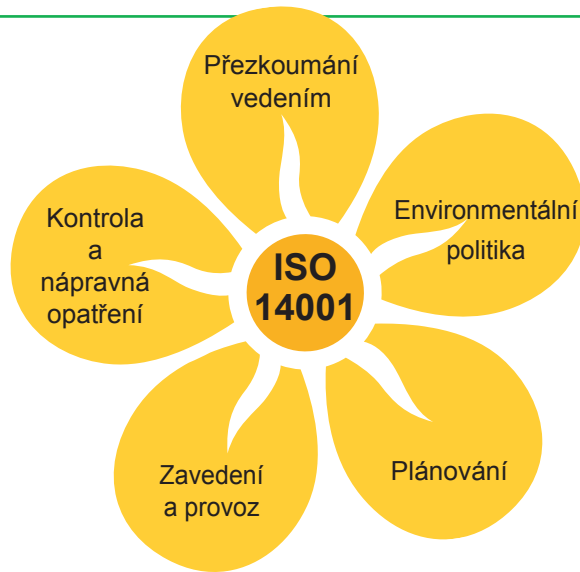 Přezkoumání
vedením
Environmentální
politika
Plánování
Zavedení
a provoz
Kontrola
a
nápravná
opatření
ISO
14001